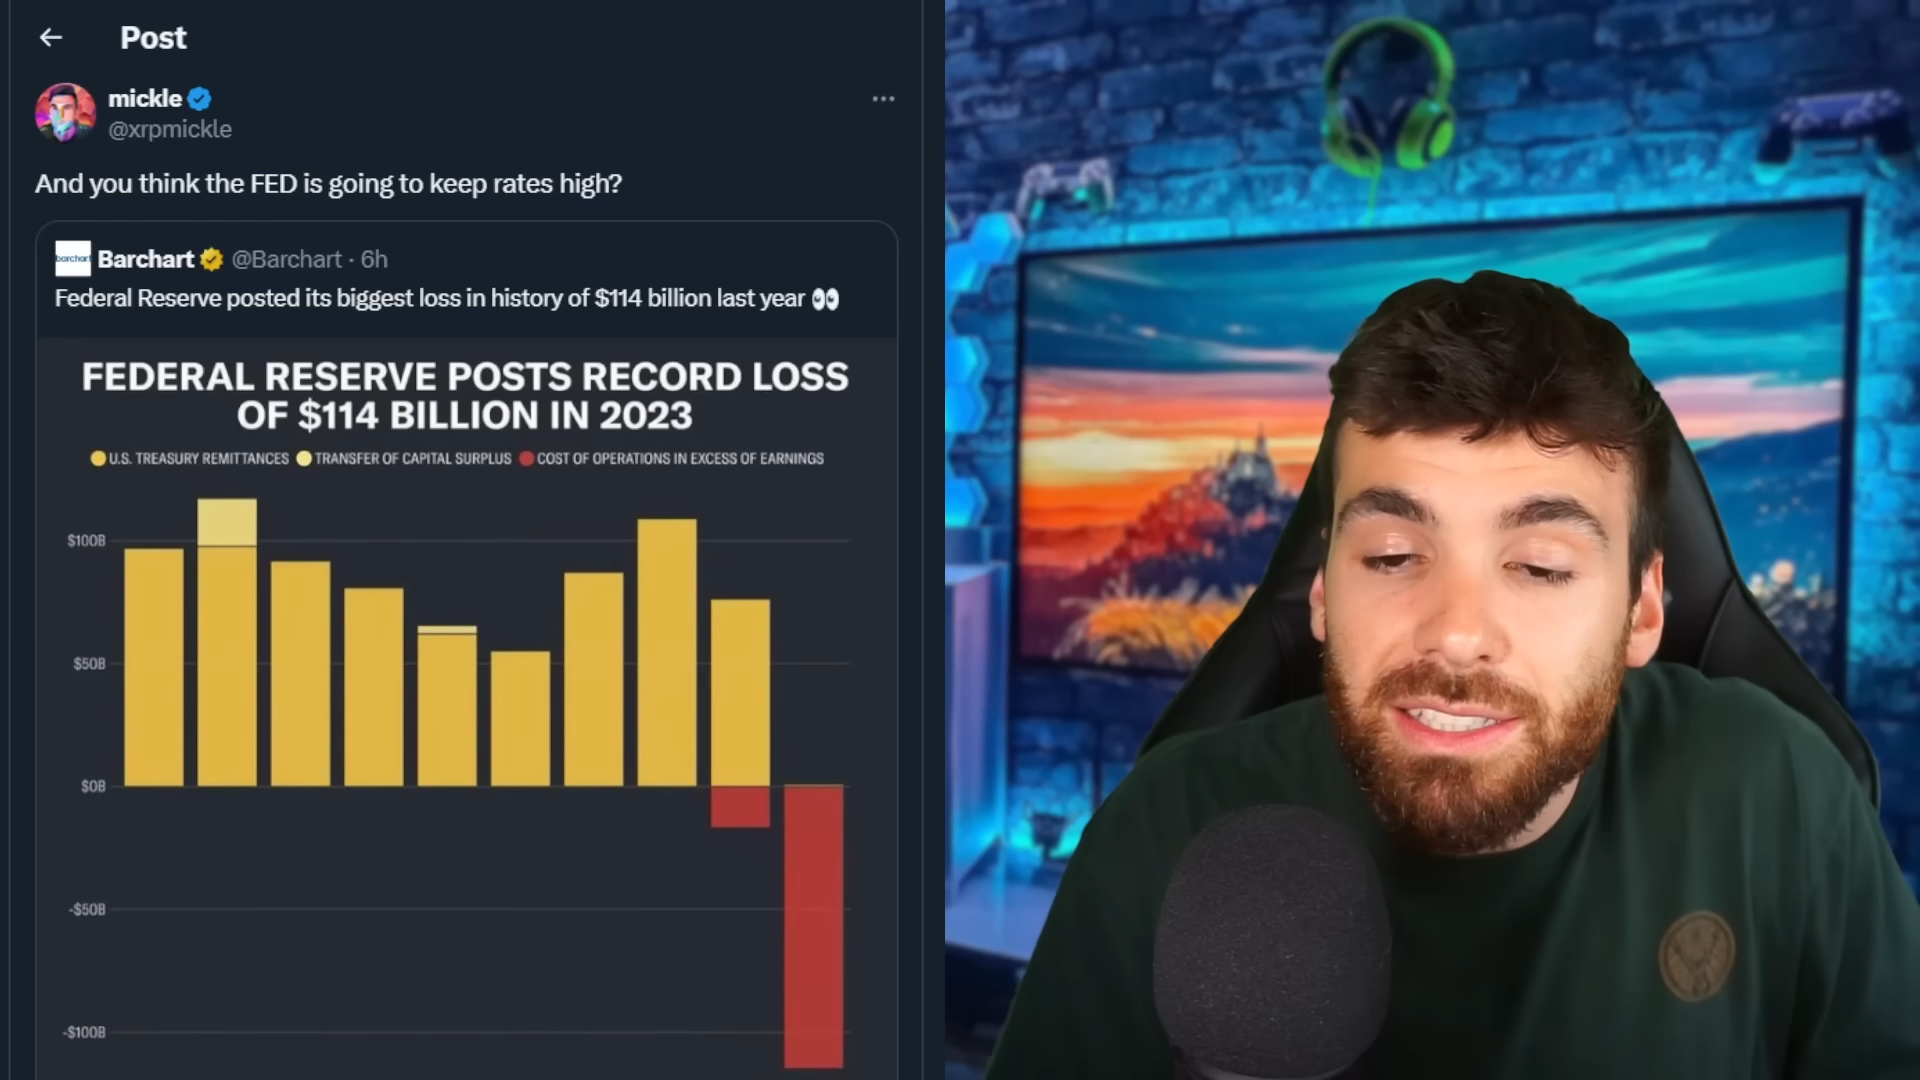 Post
mickle
@xrpmickle
And you think the FED is going to keep rates high?
barchart
Barchart @Barchart · 6h
Federal Reserve posted its biggest loss in history of $114 billion last year 👀
FEDERAL RESERVE POSTS RECORD LOSS
OF $114 BILLION IN 2023
U.S. TREASURY REMITTANCES TRANSFER OF CAPITAL SURPLUS COST OF OPERATIONS IN EXCESS OF EARNINGS
$100B
$50B
$0B
-$50B
-$100B